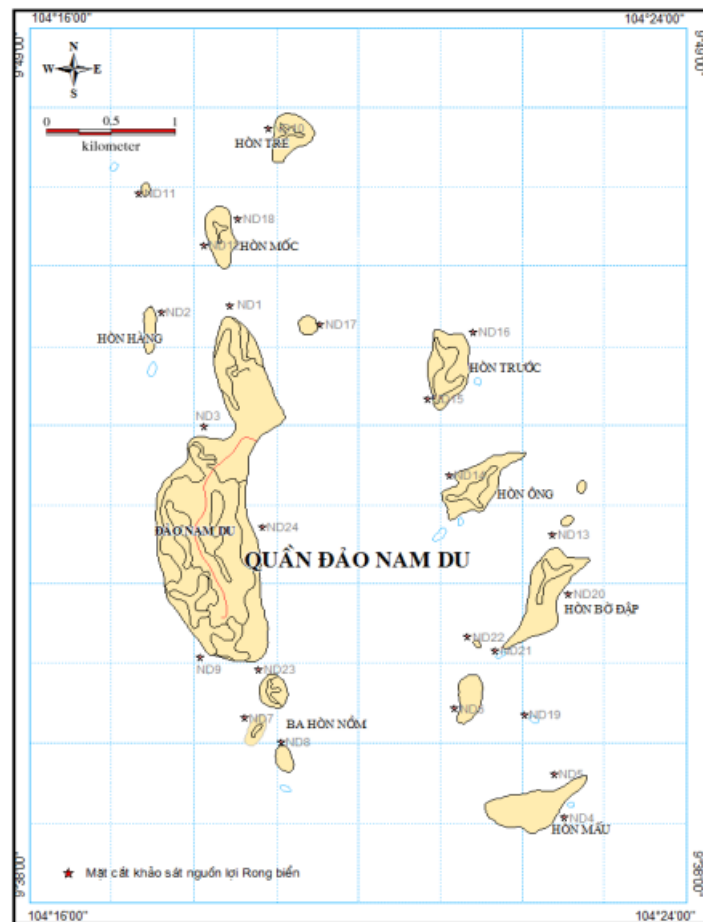 104°16'00"
104°24'00"
9°49'00"
9°49'00"
N
W
E
S
0
0,5
1
kilometer
ND10
HÒN TRE
ND11
ND18
HÒN MỐC
ND1
ND2
ND17
ND16
HÒN HÀNG
HÒN TRƯỚC
ND15
ND3
ND14
HÒN ÔNG
ĐẢO NAM DU
ND24
ND13
QUẦN ĐẢO NAM DU
ND20
HÒN BỜ ĐẬP
ND22
ND21
ND9
ND23
ND7
BA HÒN NỒM
ND19
ND8
ND5
ND4
HÒN MẤU
Mặt cắt khảo sát nguồn lợi Rong biển
9°38'00"
9°38'00"
104°16'00"
104°24'00"